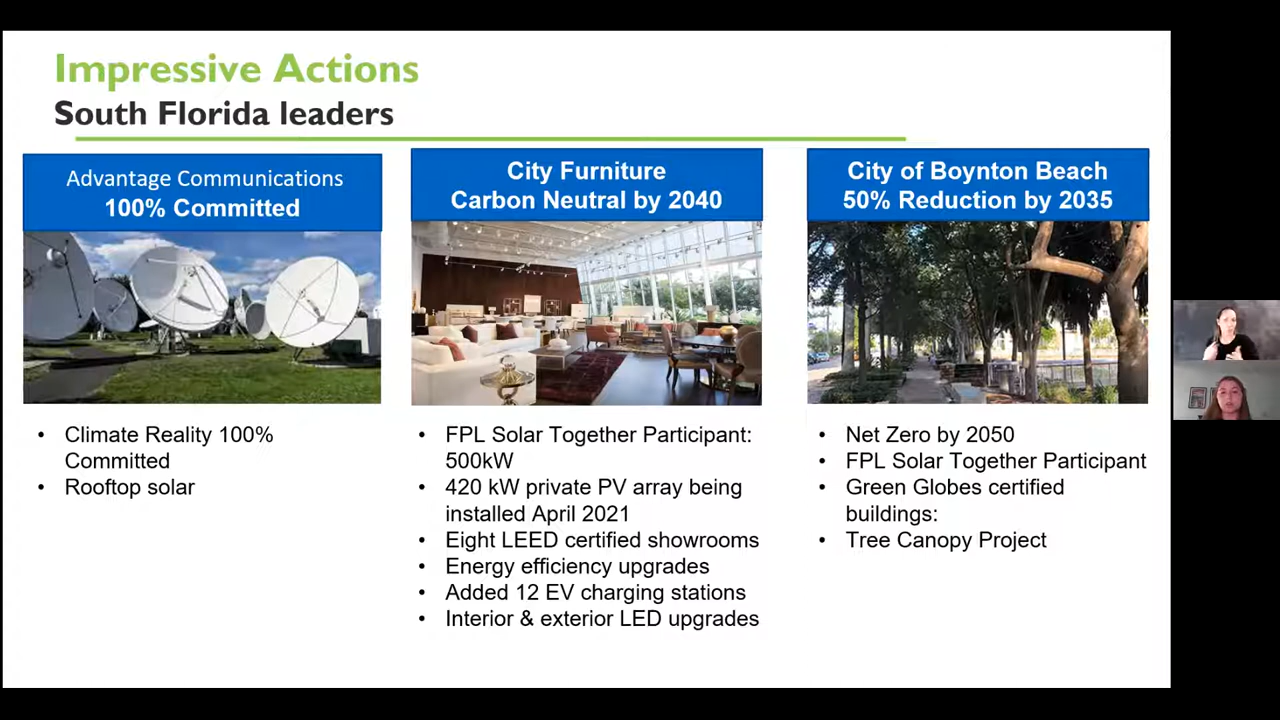 Impressive Actions
South Florida leaders
Advantage Communications
100% Committed
• Climate Reality 100%
Committed
• Rooftop solar
City Furniture
Carbon Neutral by 2040
• FPL Solar Together Participant:
500kW
• 420 kW private PV array being
installed April 2021
• Eight LEED certified showrooms
• Energy efficiency upgrades
• Added 12 EV charging stations
• Interior & exterior LED upgrades
City of Boynton Beach
50% Reduction by 2035
• Net Zero by 2050
• FPL Solar Together Participant
• Green Globes certified
buildings:
• Tree Canopy Project